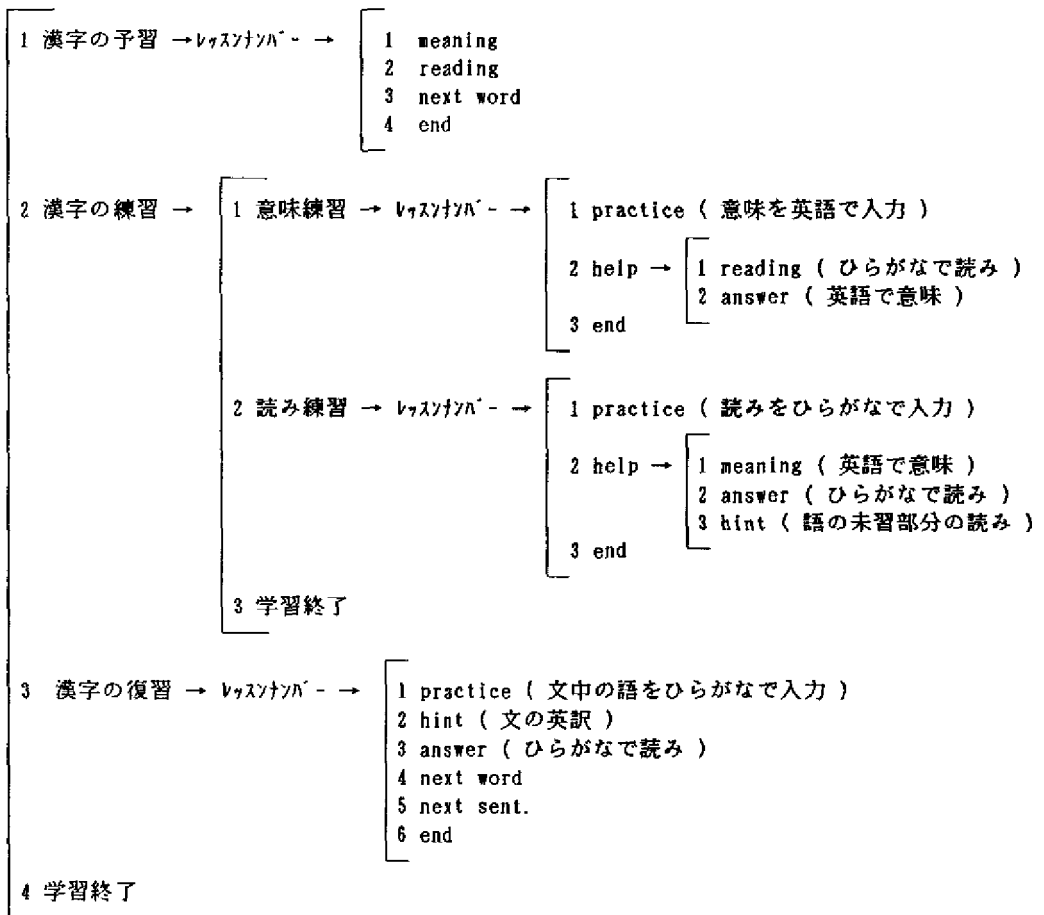 1 漢字の予習 →ﾚｯｽﾝﾅﾝﾊﾞｰ → 1 meaning
2 reading
3 next word
4 end
2 漢字の練習 → 1 意味練習 → ﾚｯｽﾝﾅﾝﾊﾞｰ → 1 practice ( 意味を英語で入力 )
2 help → 1 reading ( ひらがなで読み )
2 answer ( 英語で意味 )
3 end
2 読み練習 → ﾚｯｽﾝﾅﾝﾊﾞｰ → 1 practice ( 読みをひらがなで入力 )
2 help → 1 meaning ( 英語で意味 )
2 answer ( ひらがなで読み )
3 hint ( 語の未習部分の読み )
3 end
3 学習終了
3 漢字の復習 → ﾚｯｽﾝﾅﾝﾊﾞｰ → 1 practice ( 文中の語をひらがなで入力 )
2 hint ( 文の英訳 )
3 answer ( ひらがなで読み )
4 next word
5 next sent.
6 end
4 学習終了